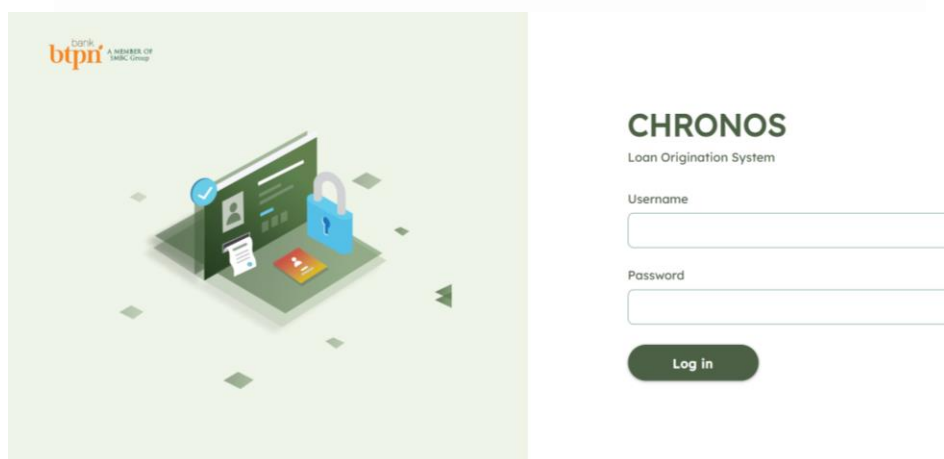 bank
btpn A MEMBER OF
SMBC Group
CHRONOS
Loan Origination System
Username
Password
Log in